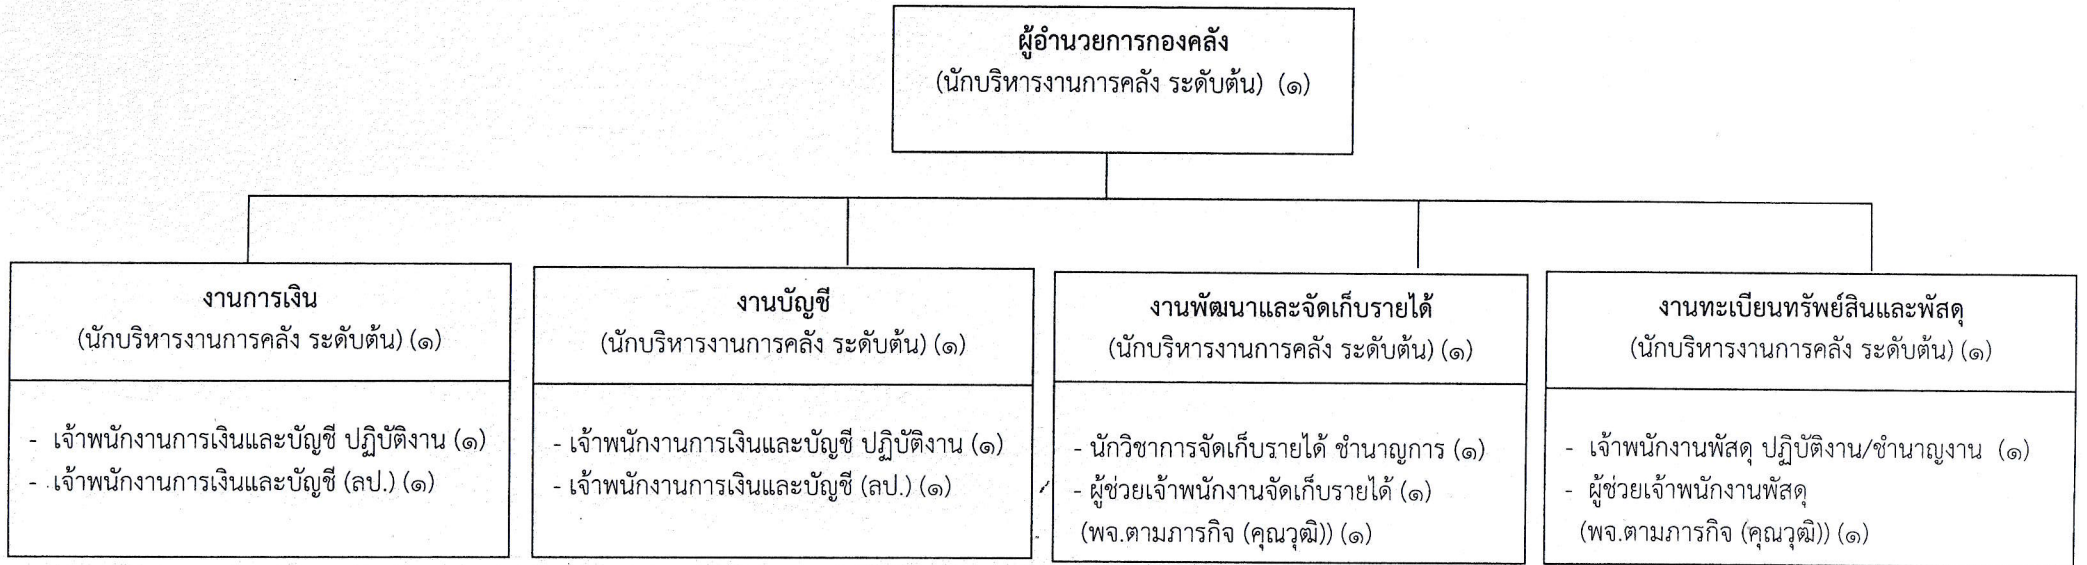 ผู้อำนวยการกองคลัง
(นักบริหารงานการคลัง ระดับต้น) (๑)
งานการเงิน
(นักบริหารงานการคลัง ระดับต้น) (๑)
- เจ้าพนักงานการเงินและบัญชี ปฏิบัติงาน (๑)
- เจ้าพนักงานการเงินและบัญชี (ลป.) (๑)
งานบัญชี
(นักบริหารงานการคลัง ระดับต้น) (๑)
- เจ้าพนักงานการเงินและบัญชี ปฏิบัติงาน (๑)
- เจ้าพนักงานการเงินและบัญชี (ลป.) (๑)
งานพัฒนาและจัดเก็บรายได้
(นักบริหารงานการคลัง ระดับต้น) (๑)
- นักวิชาการจัดเก็บรายได้ ชำนาญการ (๑)
- ผู้ช่วยเจ้าพนักงานจัดเก็บรายได้ (๑)
(พจ.ตามภารกิจ (คุณวุฒิ)) (๑)
งานทะเบียนทรัพย์สินและพัสดุ
(นักบริหารงานการคลัง ระดับต้น) (๑)
- เจ้าพนักงานพัสดุ ปฏิบัติงาน/ชำนาญงาน (๑)
- ผู้ช่วยเจ้าพนักงานพัสดุ
(พจ.ตามภารกิจ (คุณวุฒิ)) (๑)